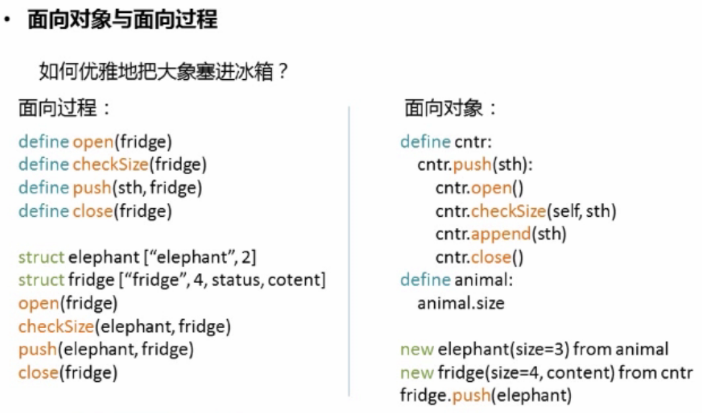 • 面向对象与面向过程
如何优雅地把大象塞进冰箱？
面向过程：
define open(fridge)
define checkSize(fridge)
define push(sth, fridge)
define close(fridge)
struct elephant [“elephant”, 2]
struct fridge [“fridge”, 4, status, cotent]
open(fridge)
checkSize(elephant, fridge)
push(elephant, fridge)
close(fridge)
面向对象：
define cntr:
cntr.push(sth):
cntr.open()
cntr.checkSize(self, sth)
cntr.append(sth)
cntr.close()
define animal:
animal.size
new elephant(size=3) from animal
new fridge(size=4, content) from cntr
fridge.push(elephant)